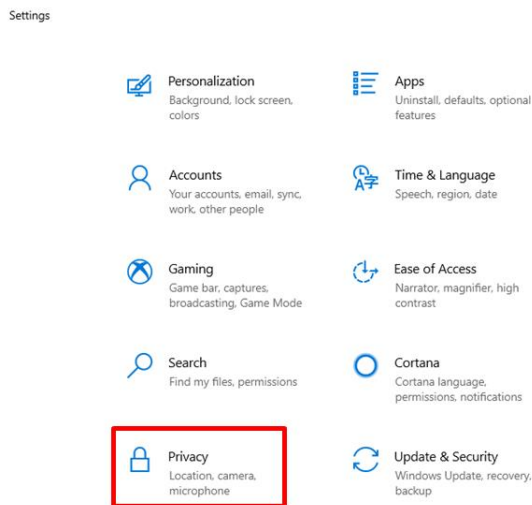 Settings
Personalization
Background, lock screen,
colors
Apps
Uninstall, defaults, optional
features
Accounts
Your accounts, email, sync,
work, other people
Time & Language
Speech, region, date
Gaming
Game bar, captures,
broadcasting, Game Mode
Ease of Access
Narrator, magnifier, high
contrast
Search
Find my files, permissions
Cortana
Cortana language,
permissions, notifications
Privacy
Location, camera,
microphone
Update & Security
Windows Update, recovery,
backup